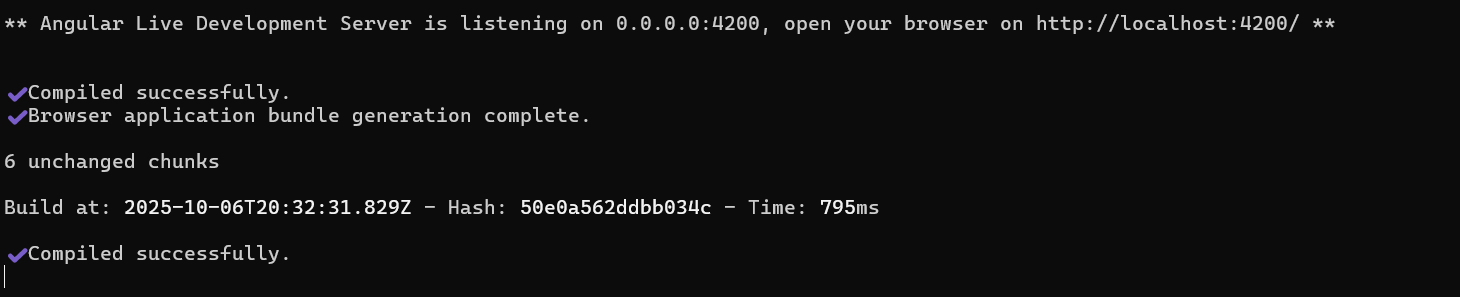 ** Angular Live Development Server is listening on 0.0.0.0:4200, open your browser on http://localhost:4200/ **
✔Compiled successfully.
✔Browser application bundle generation complete.
6 unchanged chunks
Build at: 2025-10-06T20:32:31.829Z - Hash: 50e0a562ddbb034c - Time: 795ms
✔Compiled successfully.